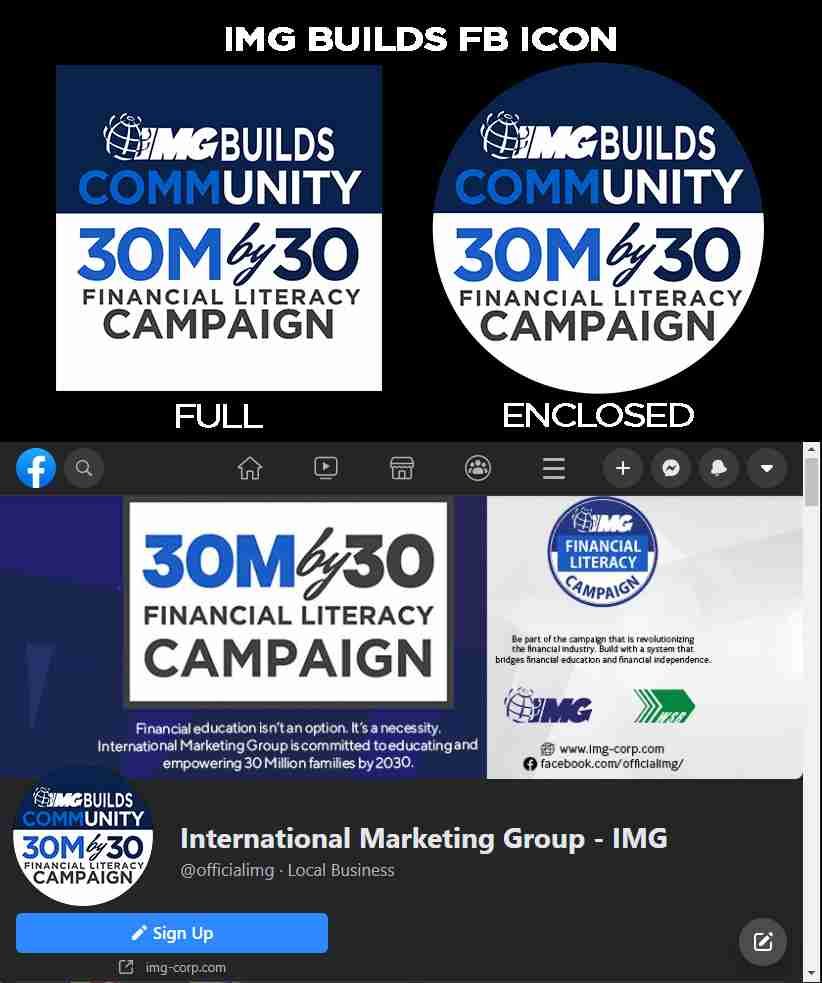 IMG BUILDS FB ICON
IMG BUILDS
COMMUNITY
30M by 30
FINANCIAL LITERACY
CAMPAIGN
FULL
IMG BUILDS
COMMUNITY
30M by 30
FINANCIAL LITERACY
CAMPAIGN
ENCLOSED
30M by 30
FINANCIAL LITERACY
CAMPAIGN
Financial education isn't an option. It's a necessity.
International Marketing Group is committed to educating and
empowering 30 Million families by 2030.
IMG
FINANCIAL
LITERACY
CAMPAIGN
Be part of the campaign that is revolutionizing
the financial industry. Build with a system that
bridges financial education and financial independence.
IMG
WSB
www.img-corp.com
facebook.com/officialimg/
IMG BUILDS
COMMUNITY
30M by 30
FINANCIAL LITERACY
CAMPAIGN
International Marketing Group - IMG
@officialimg · Local Business
Sign Up
img-corp.com